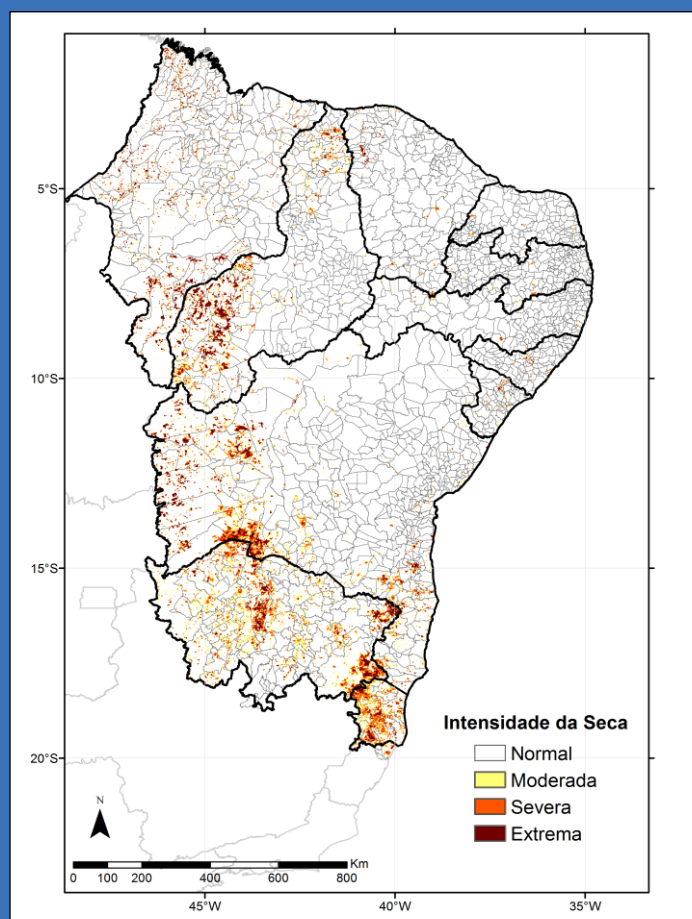 5°S
10°S
15°S
20°S
Intensidade da Seca
Normal
Moderada
Severa
Extrema
N
Km
0 100 200 400 600 800
45°W 40°W 35°W